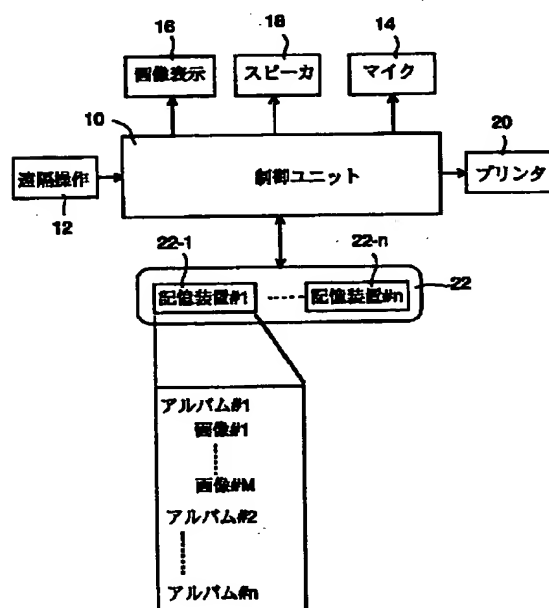 16
18
14
画像表示
スピーカ
マイク
10
20
遠隔操作
制御ユニット
プリンタ
12
22-1
22-n
22
記憶装置#1
記憶装置#n
アルバム#1
画像#1
画像#M
アルバム#2
アルバム#n